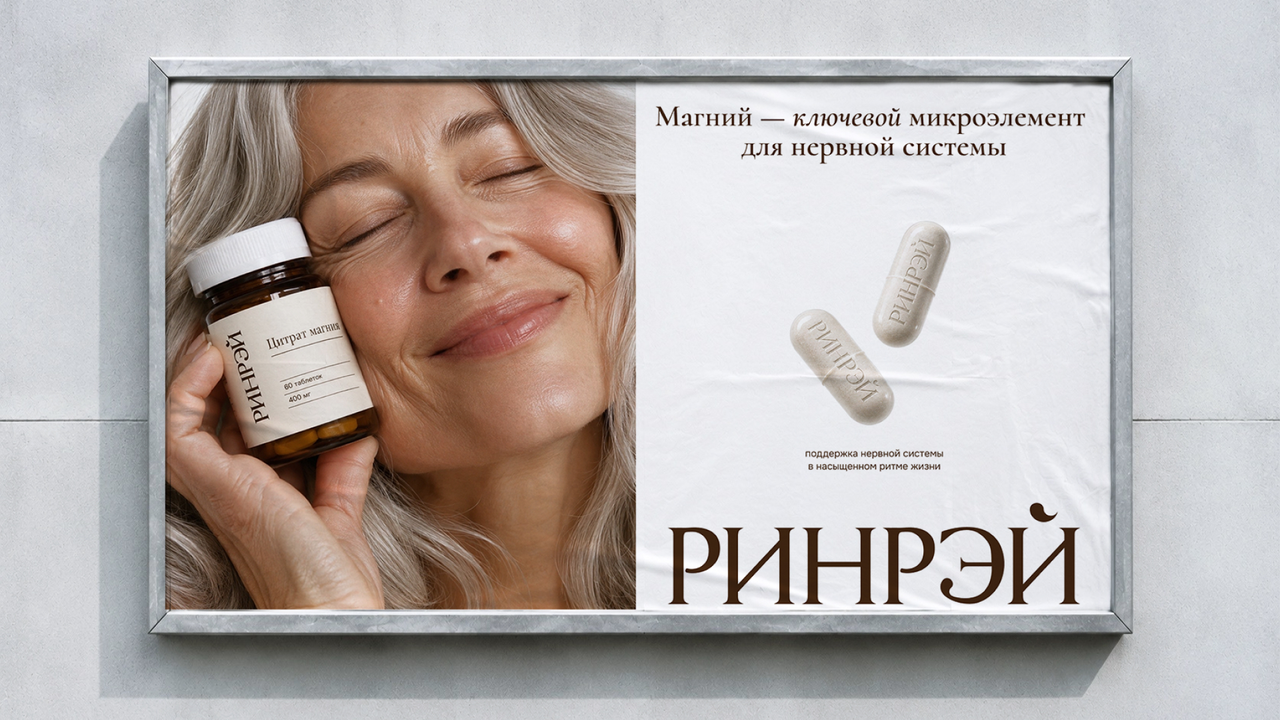 РИНРЭЙ
Цитрат магния
60 таблеток
400 мг
Магний — ключевой микроэлемент
для нервной системы
РИНРЭЙ
РИНРЭЙ
поддержка нервной системы
в насыщенном ритме жизни
РИНРЭЙ